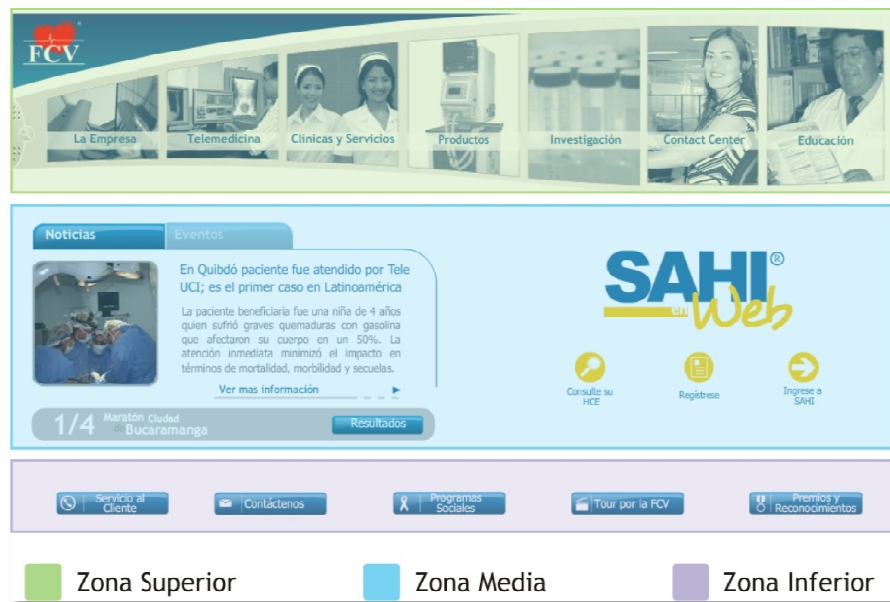 FCV
La Empresa
Telemedicina
Clínicas y Servicios
Productos
Investigación
Contact Center
Educación
Noticias
Eventos
En Quibdó paciente fue atendido por Tele
UCI; es el primer caso en Latinoamérica
La paciente beneficiaria fue una niña de 4 años
quien sufrió graves quemaduras con gasolina
que afectaron su cuerpo en un 50%. La
atención inmediata minimizó el impacto en
términos de mortalidad, morbilidad y secuelas.
Ver mas información
1/4 Maratón Ciudad
de Bucaramanga
Resultados
SAHI®
en Web
Consulte su
HCE
Regístrese
Ingrese a
SAHI
Servicio al
Cliente
Contáctenos
Programas
Sociales
Tour por la FCV
Premios y
Reconocimientos
Zona Superior
Zona Media
Zona Inferior